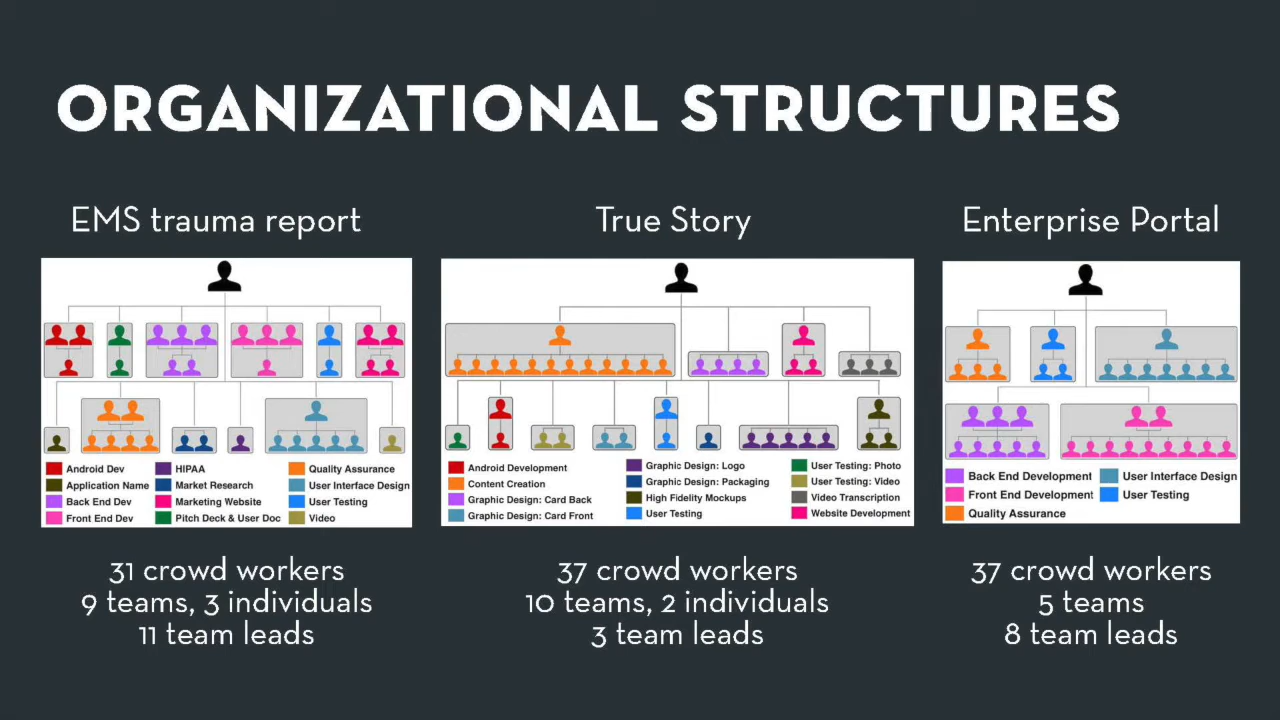 ORGANIZATIONAL STRUCTURES
EMS trauma report
True Story
Enterprise Portal
Android Dev
Application Name
Back End Dev
Front End Dev
HIPAA
Market Research
Marketing Website
Pitch Deck & User Doc
Quality Assurance
User Interface Design
User Testing
Video
Android Development
Content Creation
Graphic Design: Card Back
Graphic Design: Card Front
Graphic Design: Logo
Graphic Design: Packaging
High Fidelity Mockups
User Testing
User Testing: Photo
User Testing: Video
Video Transcription
Website Development
Back End Development
Front End Development
Quality Assurance
User Interface Design
User Testing
31 crowd workers
9 teams, 3 individuals
11 team leads
37 crowd workers
10 teams, 2 individuals
3 team leads
37 crowd workers
5 teams
8 team leads